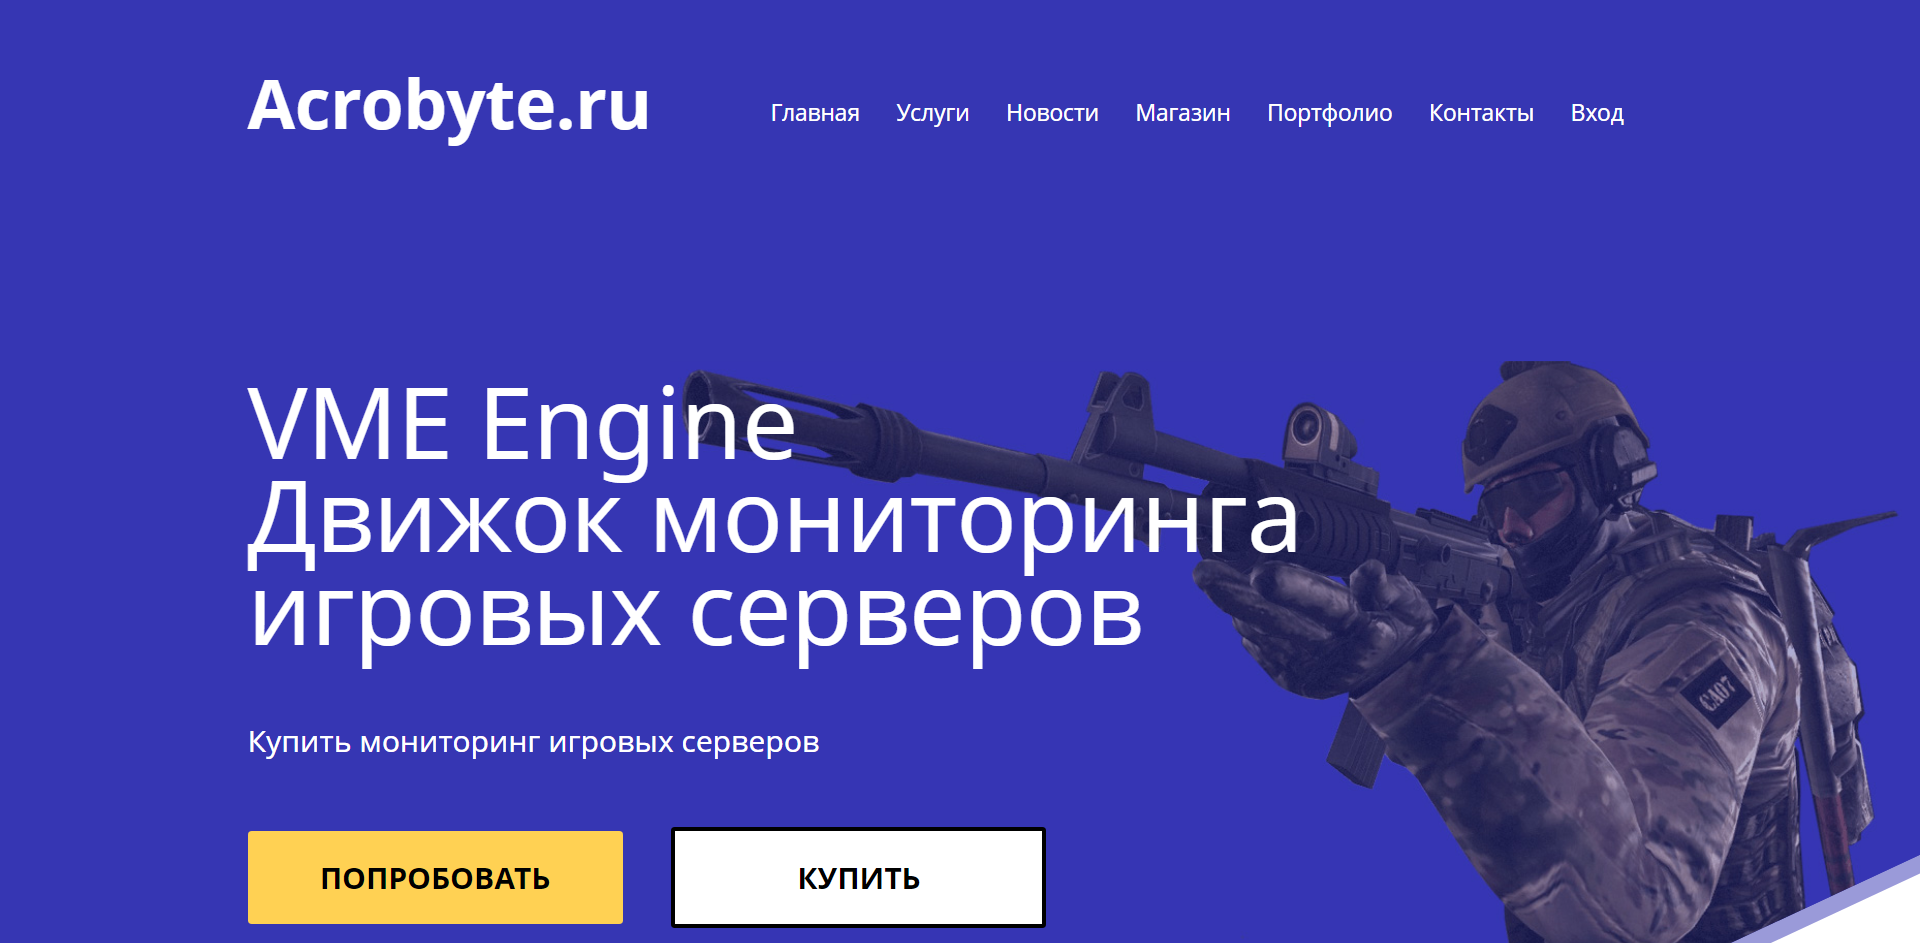 Acrobyte.ru
Главная Услуги Новости Магазин Портфолио Контакты Вход
VME Engine
Движок мониторинга
игровых серверов
Купить мониторинг игровых серверов
ПОПРОБОВАТЬ КУПИТЬ
CA07